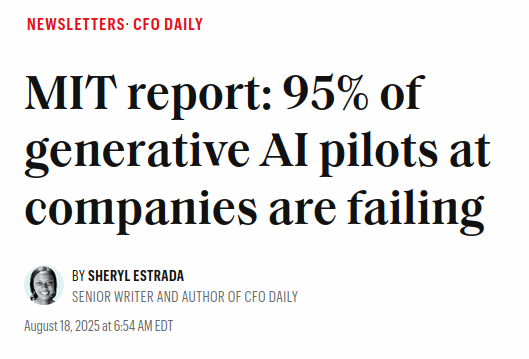 NEWSLETTERS· CFO DAILY
MIT report: 95% of
generative AI pilots at
companies are failing
BY SHERYL ESTRADA
SENIOR WRITER AND AUTHOR OF CFO DAILY
August 18, 2025 at 6:54 AM EDT